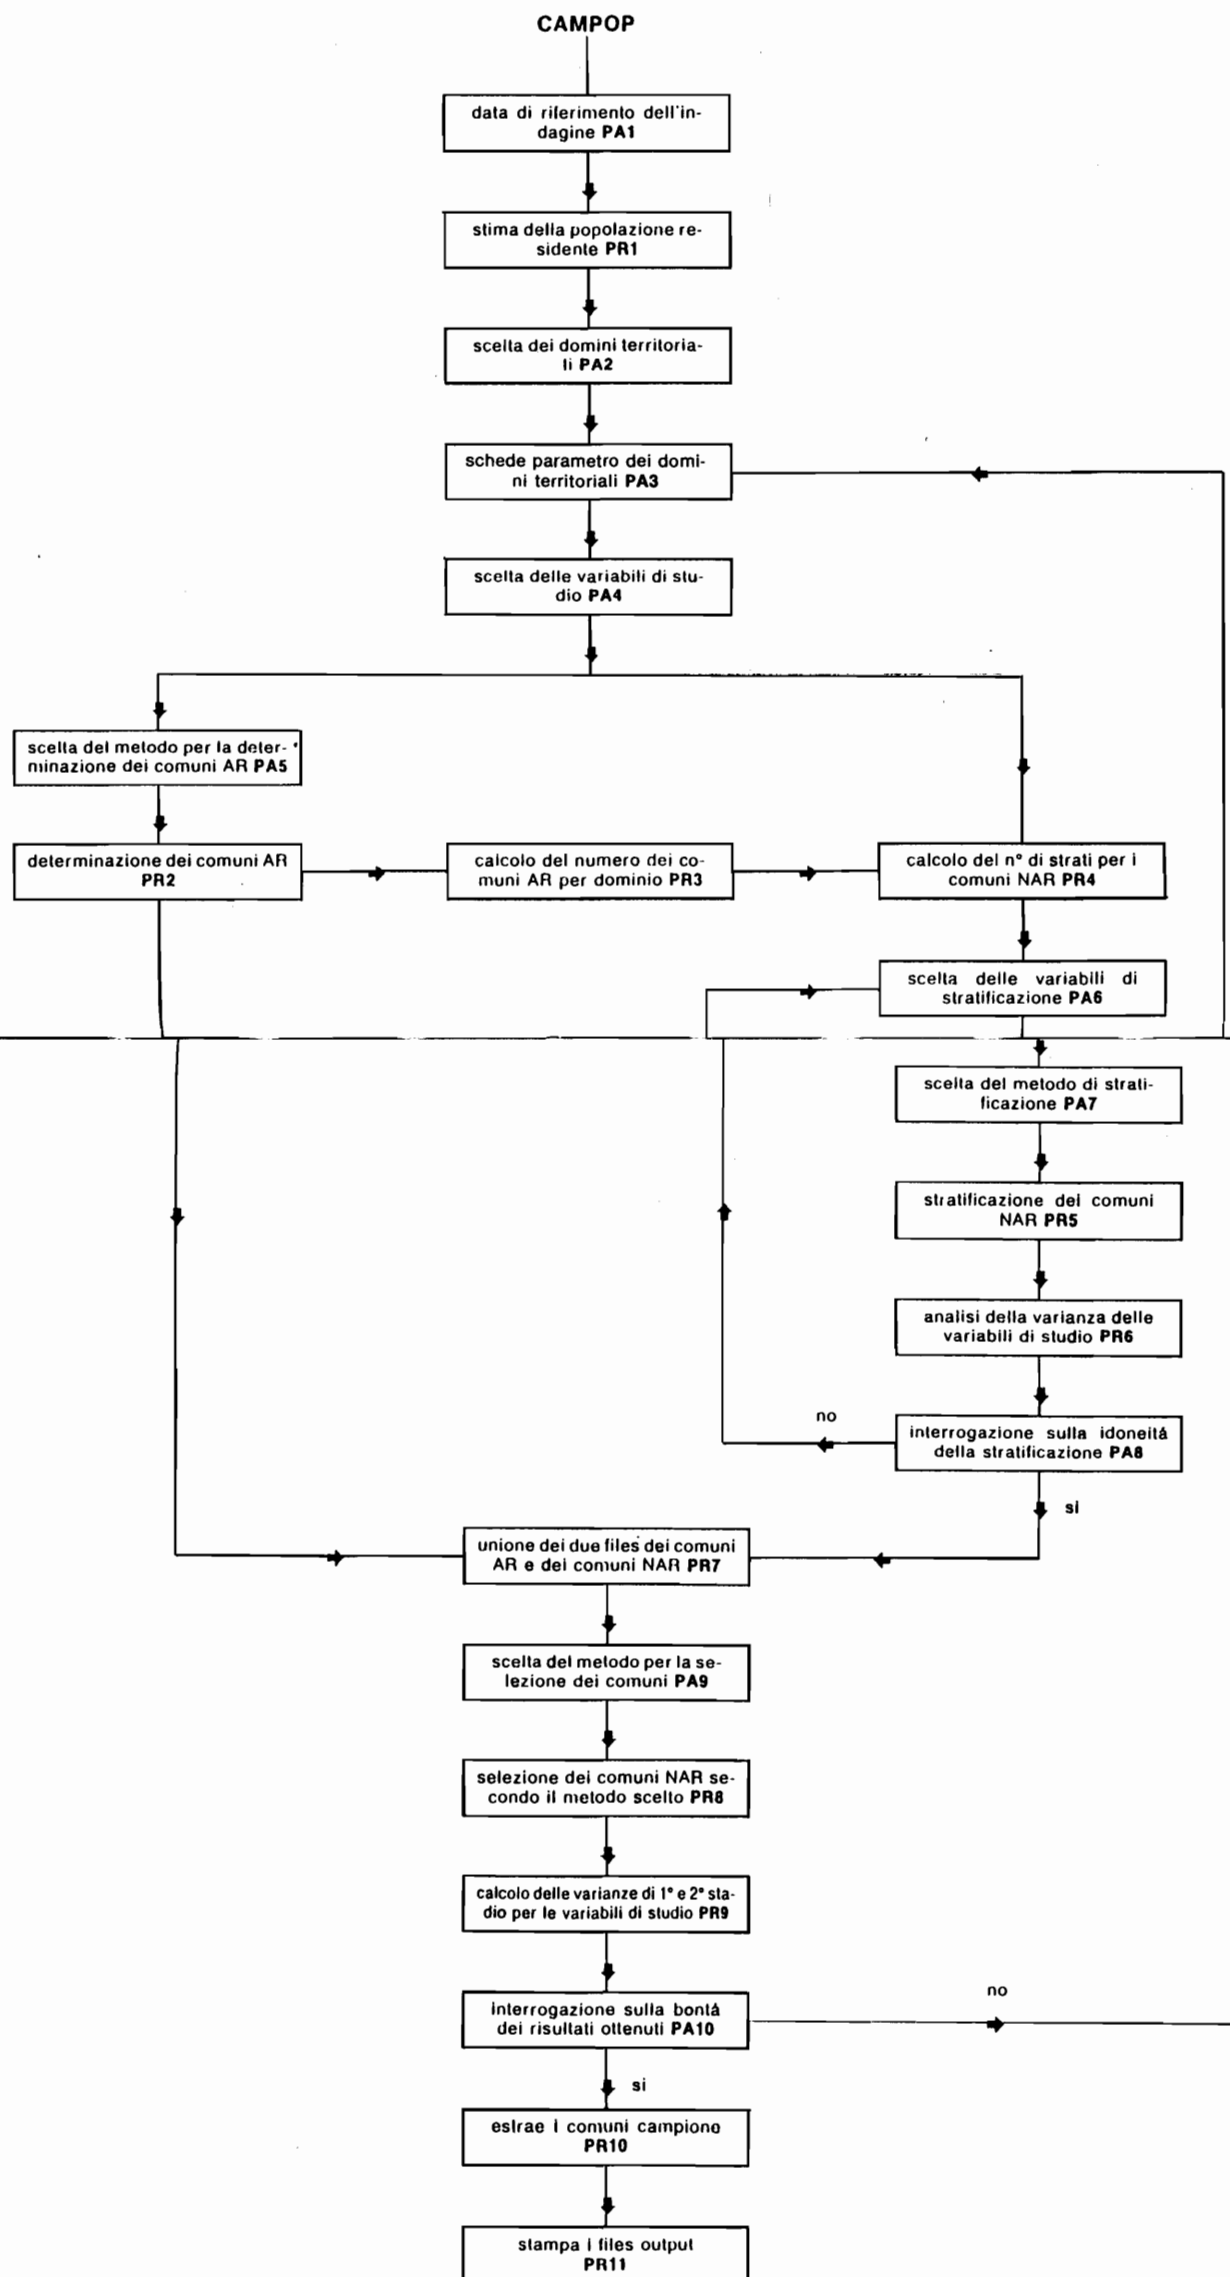 CAMPOP
data di riferimento dell'in-
dagine PA1
stima della popolazione re-
sidente PR1
scelta dei domini territoria-
li PA2
schede parametro dei domi-
ni territoriali PA3
scelta delle variabili di stu-
dio PA4
scelta del metodo per la deter-
minazione dei comuni AR PA5
determinazione dei comuni AR
PR2
calcolo del numero dei co-
muni AR per dominio PR3
calcolo del n° di strati per i
comuni NAR PR4
scelta delle variabili di
stratificazione PA6
scelta del metodo di strati-
ficazione PA7
stratificazione dei comuni
NAR PR5
analisi della varianza delle
variabili di studio PR6
no
interrogazione sulla idoneità
della stratificazione PA8
si
unione dei due files dei comuni
AR e dei comuni NAR PR7
scelta del metodo per la se-
lezione dei comuni PA9
selezione dei comuni NAR se-
condo il metodo scelto PR8
calcolo delle varianze di 1° e 2° sta-
dio per le variabili di studio PR9
no
interrogazione sulla bontà
dei risultati ottenuti PA10
si
estrae i comuni campione
PR10
stampa i files output
PR11